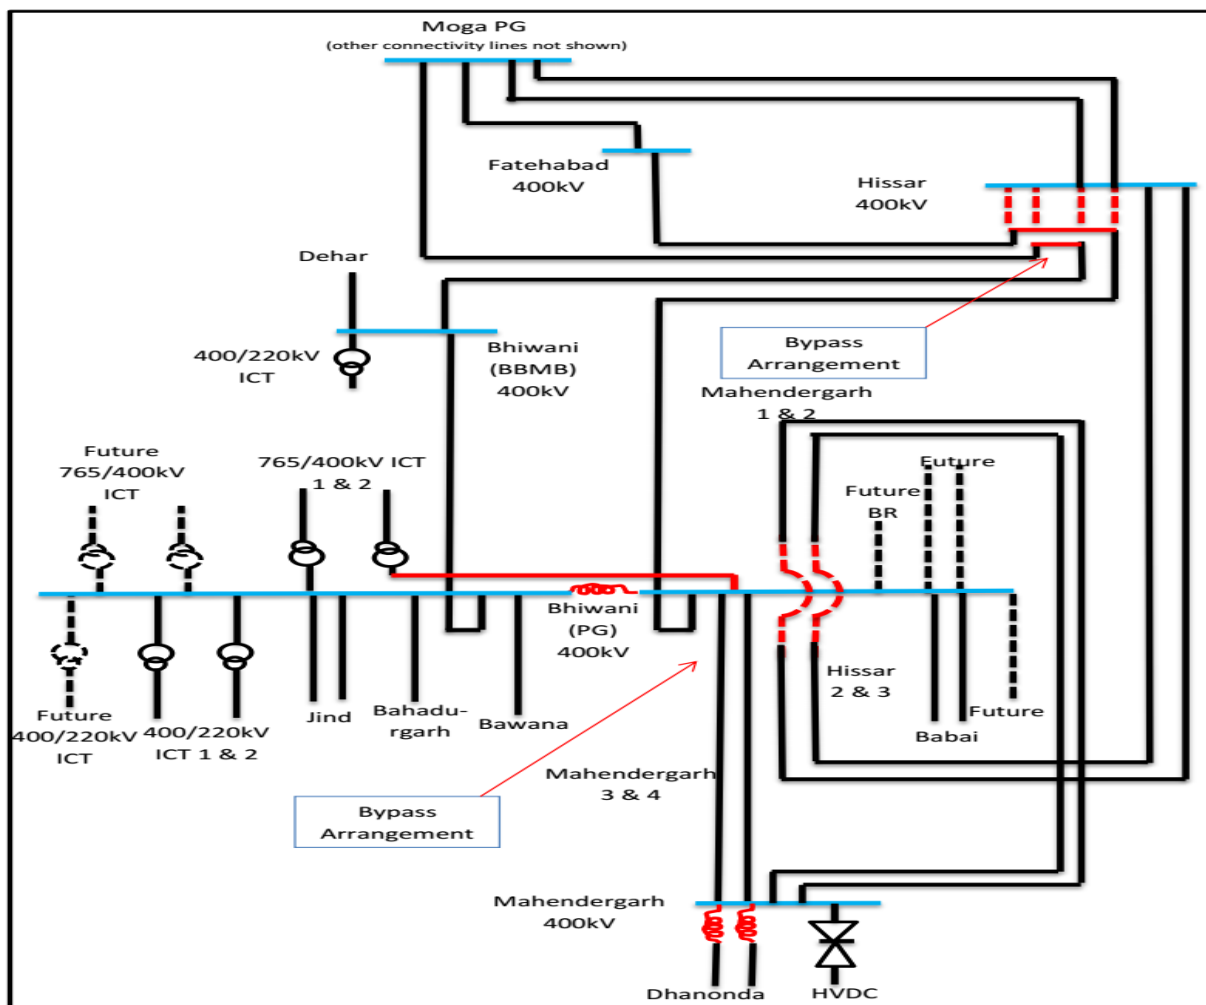 Moga PG
(other connectivity lines not shown)
Fatehabad
400kV
Hissar
400kV
Dehar
400/220kV
ICT
Bhiwani
(BBMB)
400kV
Bypass
Arrangement
Mahendergarh
1 & 2
Future
765/400kV
ICT
765/400kV ICT
1 & 2
Future
Future
BR
Bhiwani
(PG)
400kV
Hissar
2 & 3
Future
400/220kV
ICT
400/220kV
ICT 1 & 2
Jind
Bahadu-
rgarh
Bawana
Babai
Future
Mahendergarh
3 & 4
Bypass
Arrangement
Mahendergarh
400kV
Dhanonda
HVDC